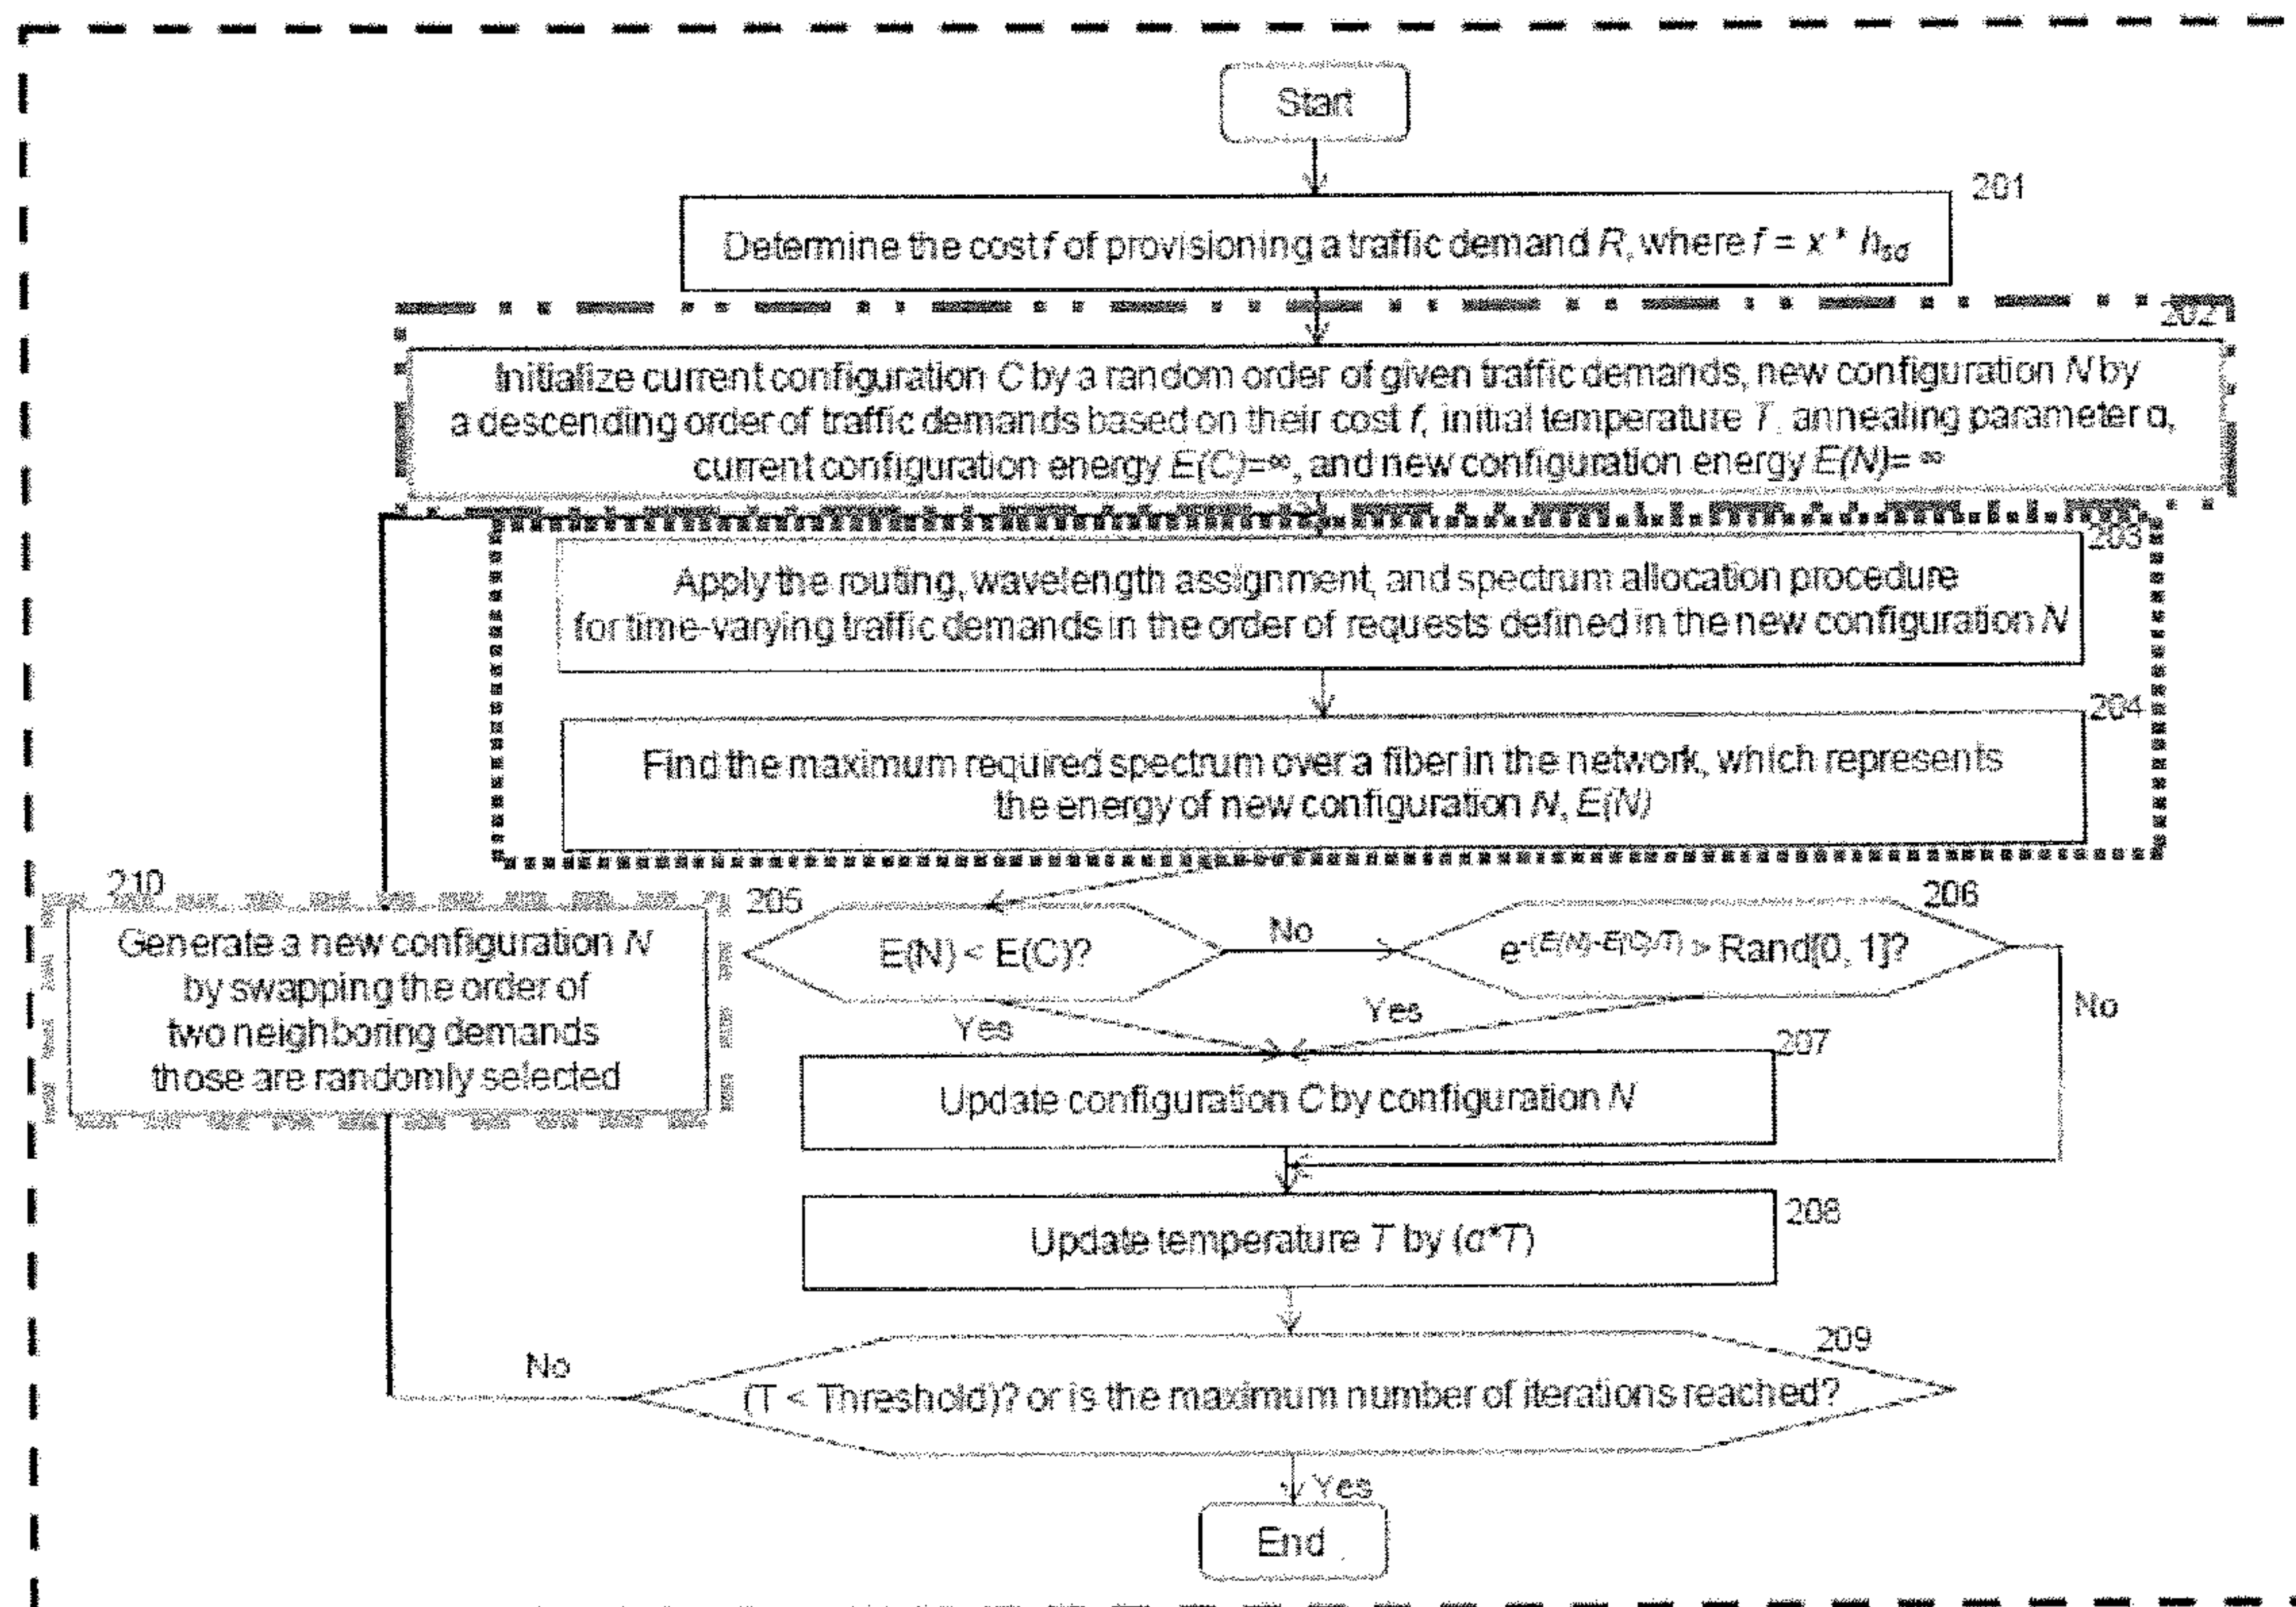 Start
201
Determine the cost f of provisioning a traffic demand R, where f = x * hsd
202
Initialize current configuration C by a random order of given traffic demands, new configuration N by
a descending order of traffic demands based on their cost f, initial temperature T, annealing parameter α,
current configuration energy E(C)=∞, and new configuration energy E(N)= ∞
203
Apply the routing, wavelength assignment, and spectrum allocation procedure
for time-varying traffic demands in the order of requests defined in the new configuration N
204
Find the maximum required spectrum over a fiber in the network, which represents
the energy of new configuration N, E(N)
210
Generate a new configuration N
by swapping the order of
two neighboring demands
those are randomly selected
205
E(N) < E(C)?
No
206
e-(E(N)-E(C)/T) > Rand[0, 1]?
No
Yes
Yes
207
Update configuration C by configuration N
208
Update temperature T by (α*T)
209
No
(T < Threshold)? or is the maximum number of iterations reached?
Yes
End